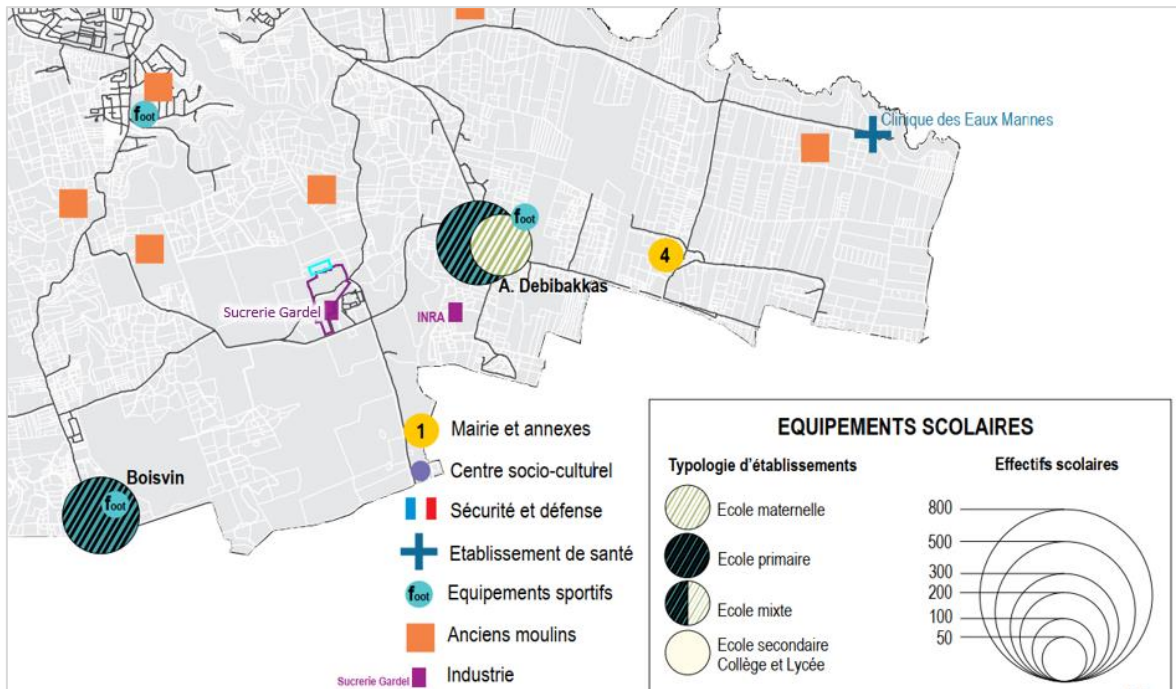 foot
Clinique des Eaux Marines
foot
4
A. Debibakkas
Sucrerie Gardel
INRA
Boisvin
foot
1 Mairie et annexes
Centre socio-culturel
Sécurité et défense
Etablissement de santé
foot Equipements sportifs
Anciens moulins
Sucrerie Gardel Industrie
EQUIPEMENTS SCOLAIRES
Typologie d'établissements
Ecole maternelle
Ecole primaire
Ecole mixte
Ecole secondaire
Collège et Lycée
Effectifs scolaires
800
500
300
200
100
50